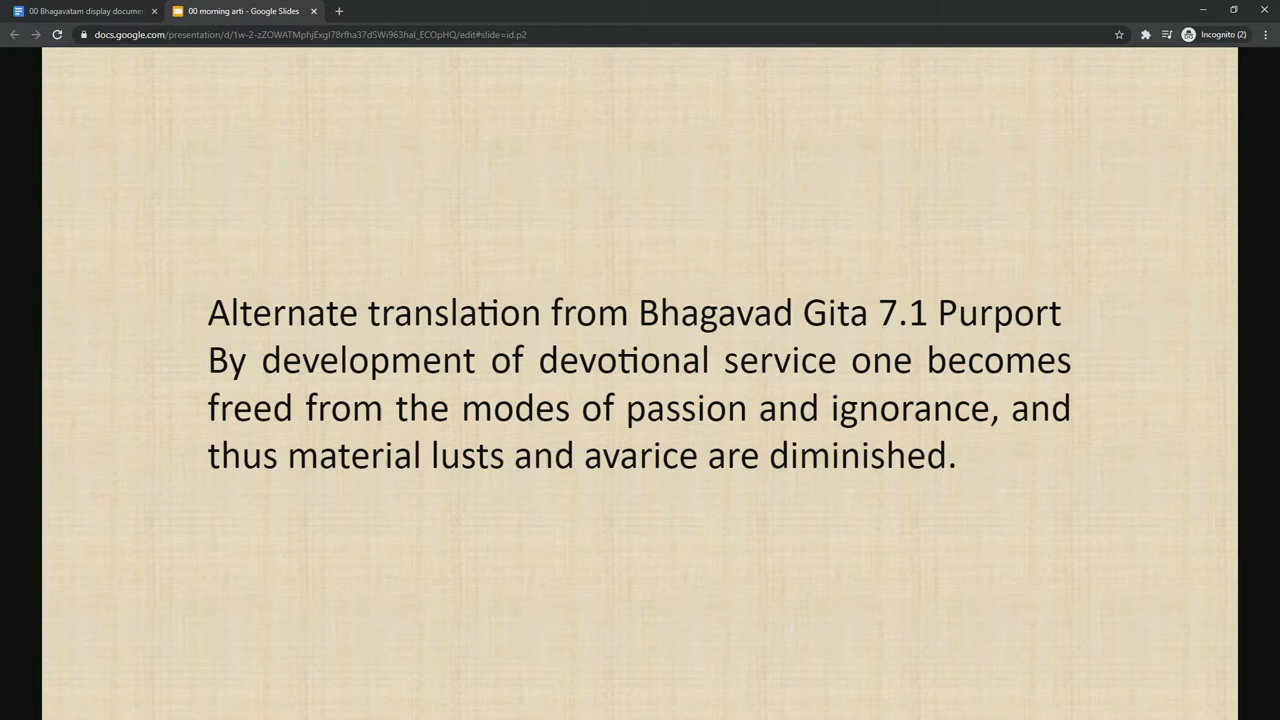 00 Bhagavatam display docume
00 morning arti - Google Slides
docs.google.com/presentation/d/1w-2-zZOWATMphjExgI78rfha37dSWi963hal_ECOpHQ/edit#slide=id.p2
Incognito (2)
Alternate translation from Bhagavad Gita 7.1 Purport
By development of devotional service one becomes
freed from the modes of passion and ignorance, and
thus material lusts and avarice are diminished.